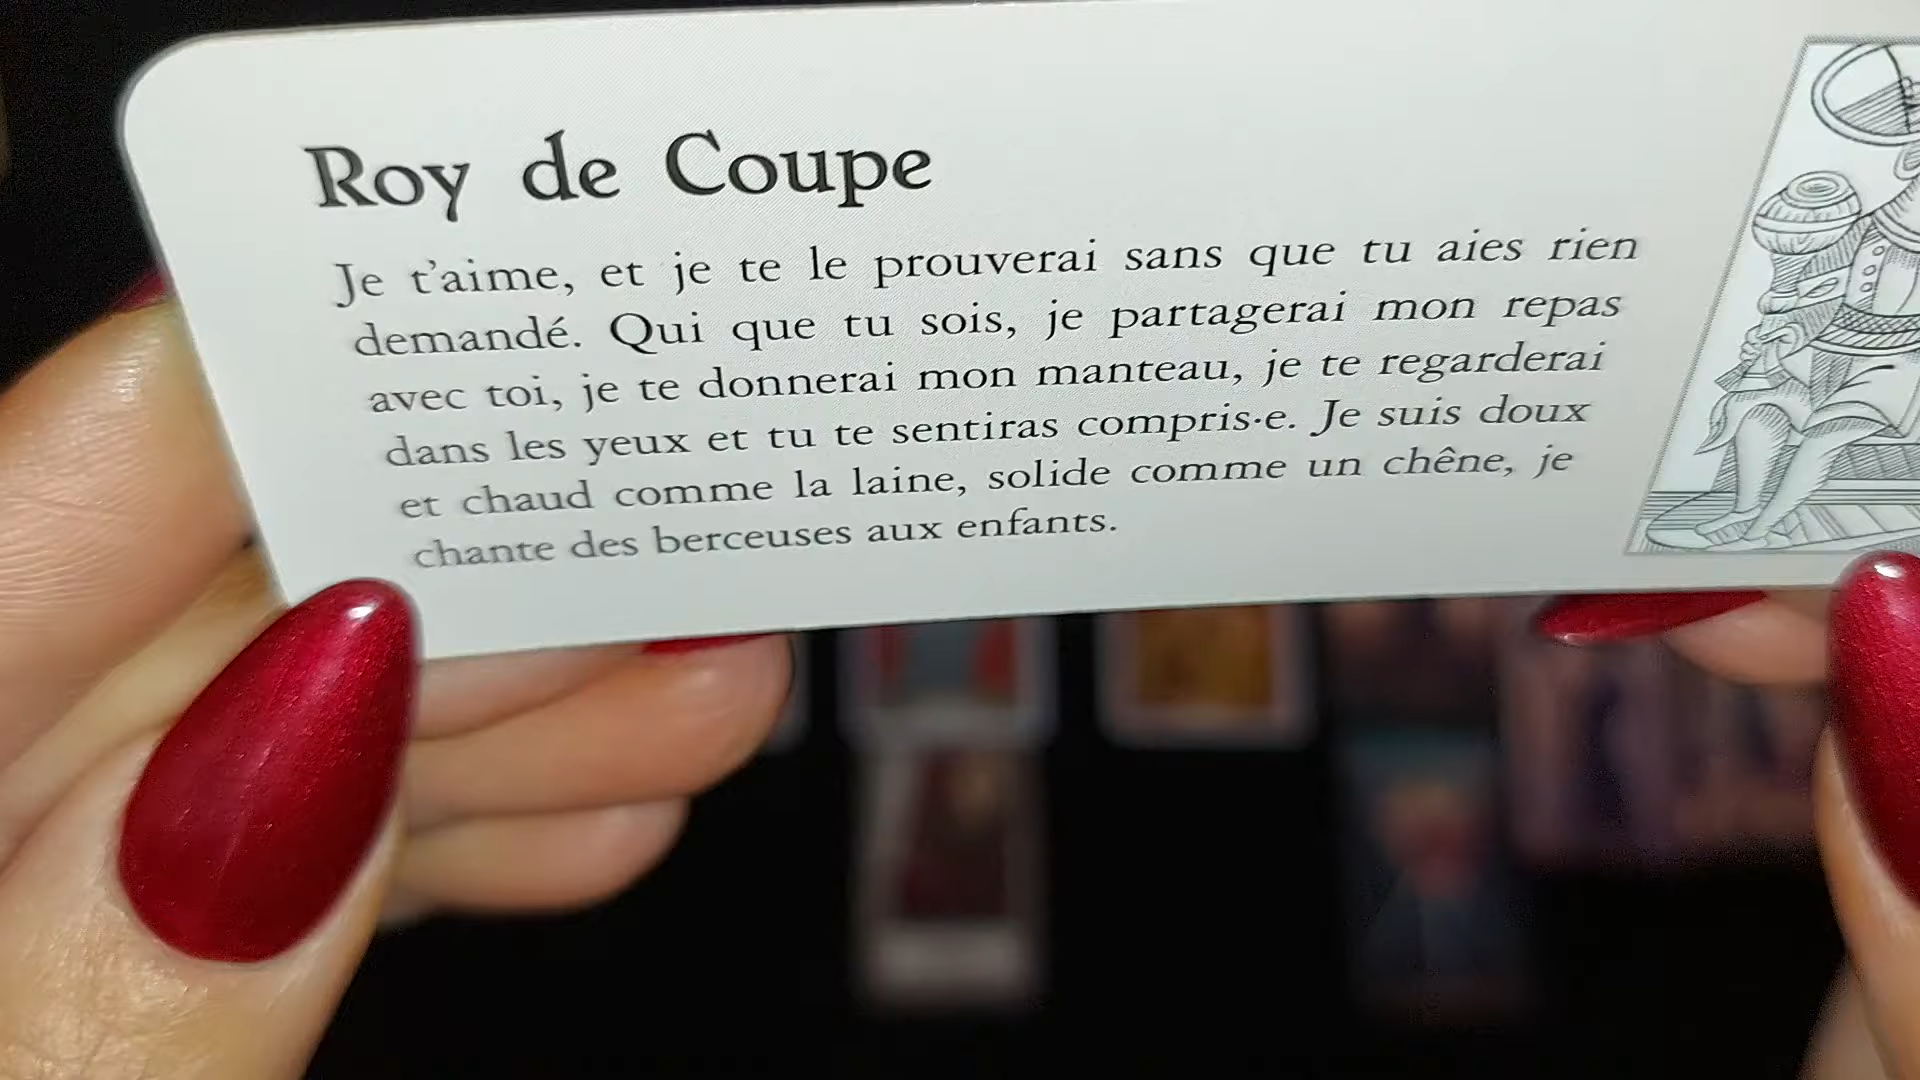 Roy de Coupe
Je t'aime, et je te le prouverai sans que tu aies rien
demandé. Qui que tu sois, je partagerai mon repas
avec toi, je te donnerai mon manteau, je te regarderai
dans les yeux et tu te sentiras compris·e. Je suis doux
et chaud comme la laine, solide comme un chêne, je
chante des berceuses aux enfants.